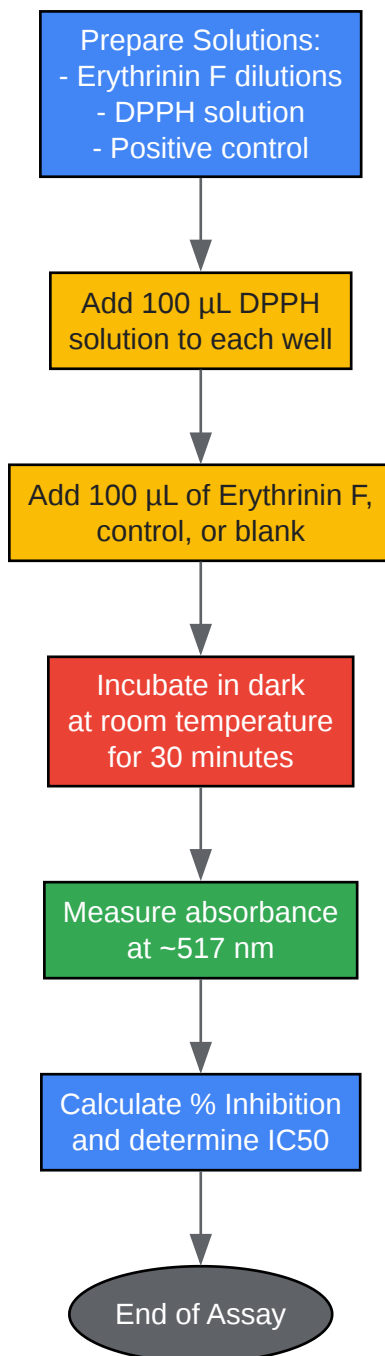 Prepare Solutions:
- Erythrinin F dilutions
- DPPH solution
- Positive control
Add 100 µL DPPH
solution to each well
Add 100 µL of Erythrinin F,
control, or blank
Incubate in dark
at room temperature
for 30 minutes
Measure absorbance
at ~517 nm
Calculate % Inhibition
and determine IC50
End of Assay